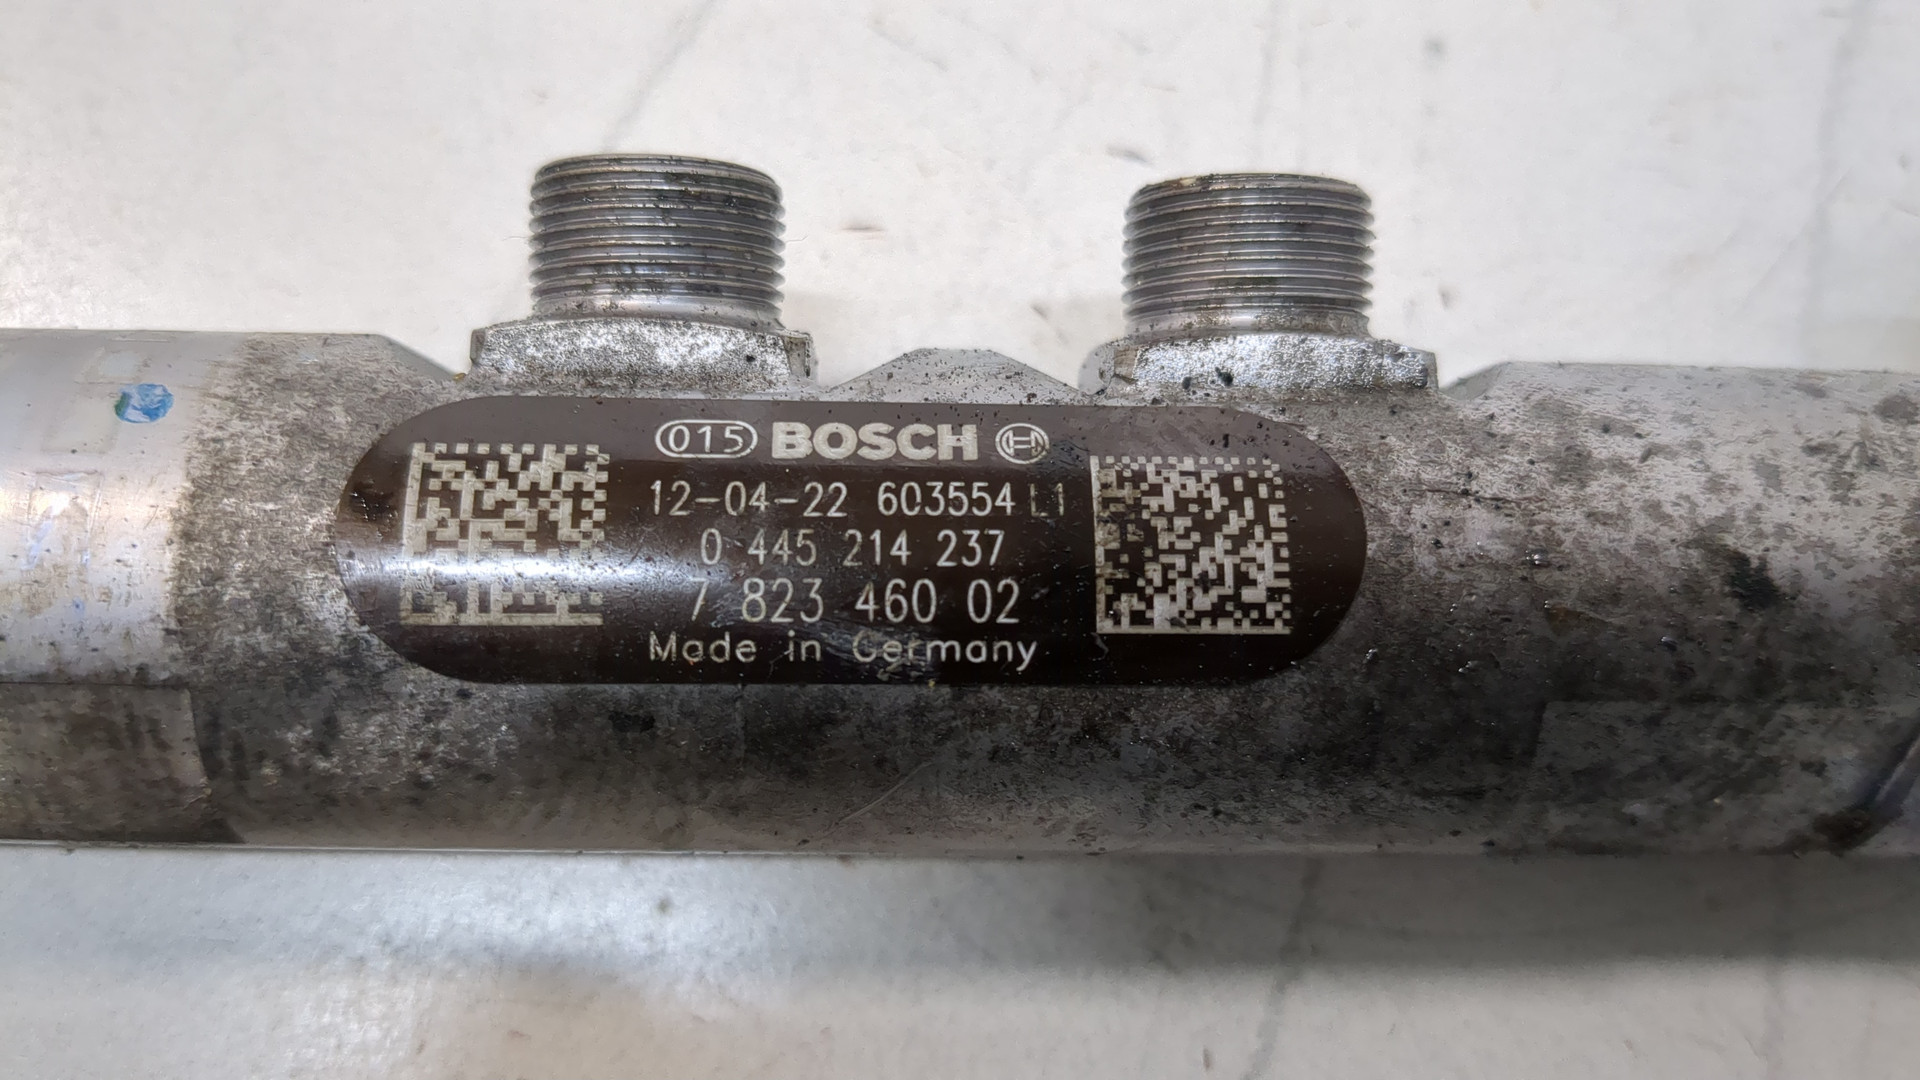 015 BOSCH
12-04-22 603554 L1
0 445 214 237
7 823 460 02
Made in Germany